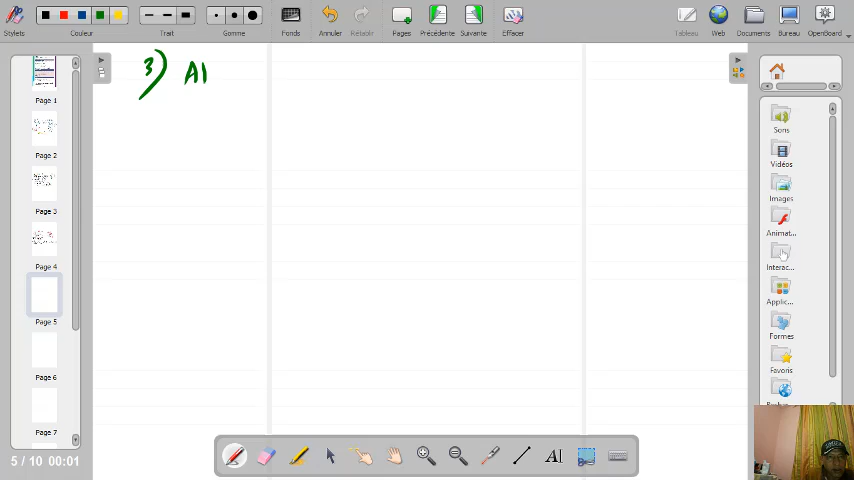 Stylets Couleur Trait Gomme Fonds Annuler Rétablir Pages Précédente Suivante Effacer Tableau Web Documents Bureau OpenBoard
3) Al
Page 1
Page 2
Page 3
Page 4
Page 5
Page 6
Page 7
5 / 10 00:01
Sons
Vidéos
Images
Animat...
Interac...
Applic...
Formes
Favoris